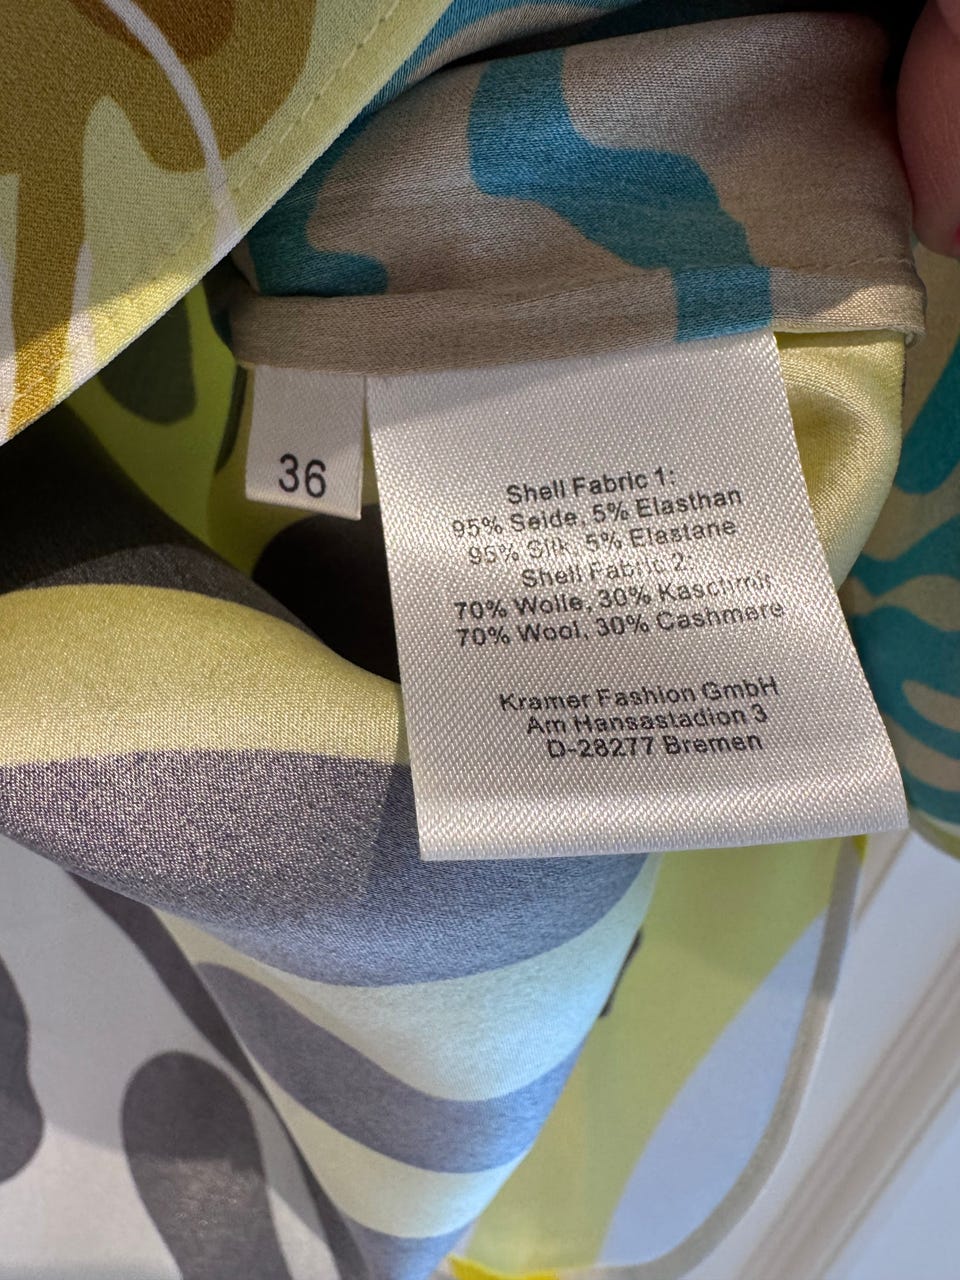 36
Shell Fabric 1:
95% Seide, 5% Elasthan
95% Silk, 5% Elastane
Shell Fabric 2:
70% Wolle, 30% Kaschmir
70% Wool, 30% Cashmere
Kramer Fashion GmbH
Am Hansastadion 3
D-28277 Bremen